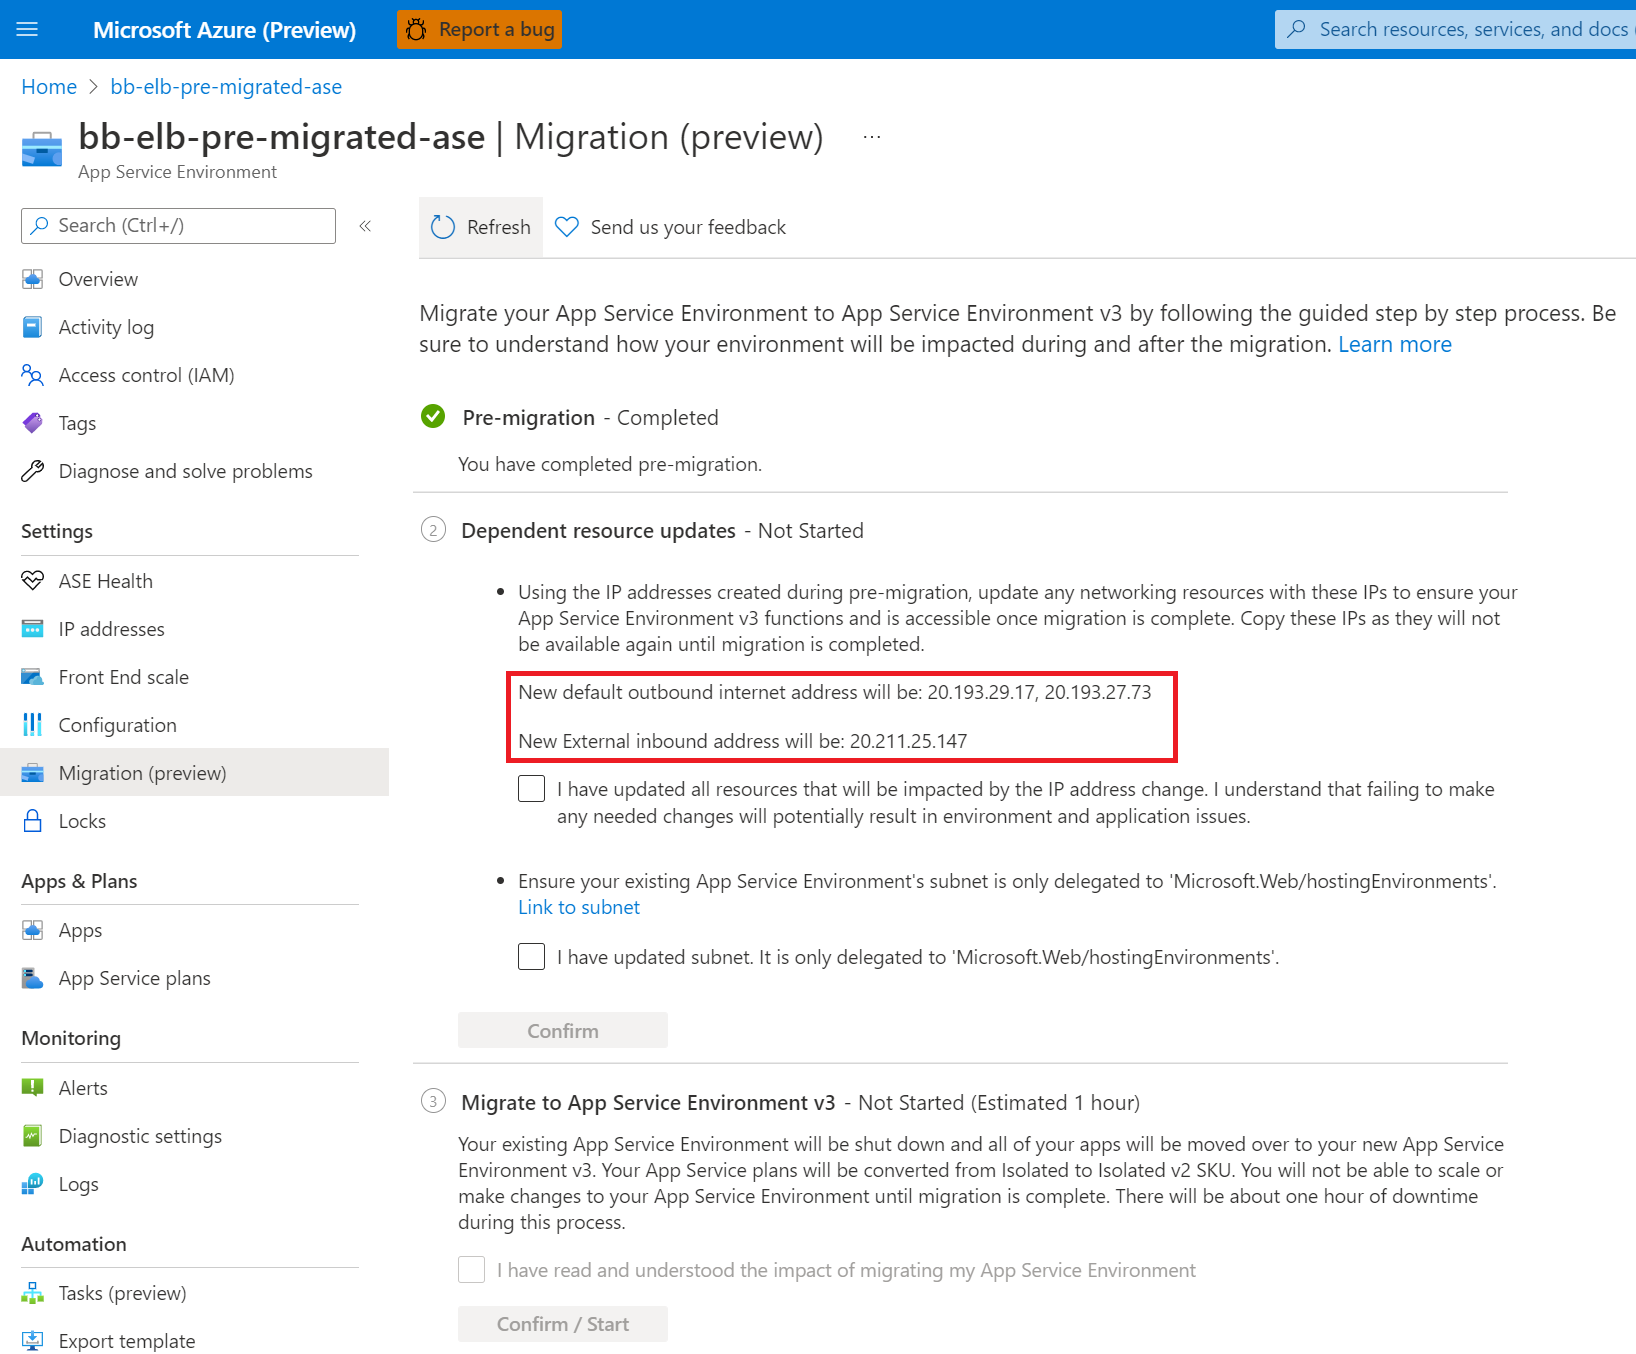 Microsoft Azure (Preview)
Report a bug
Search resources, services, and docs
Home > bb-elb-pre-migrated-ase
bb-elb-pre-migrated-ase | Migration (preview) ...
App Service Environment
Search (Ctrl+/)
«
Overview
Activity log
Access control (IAM)
Tags
Diagnose and solve problems
Settings
ASE Health
IP addresses
Front End scale
Configuration
Migration (preview)
Locks
Apps & Plans
Apps
App Service plans
Monitoring
Alerts
Diagnostic settings
Logs
Automation
Tasks (preview)
Export template
Refresh
Send us your feedback
Migrate your App Service Environment to App Service Environment v3 by following the guided step by step process. Be
sure to understand how your environment will be impacted during and after the migration. Learn more
Pre-migration - Completed
You have completed pre-migration.
2 Dependent resource updates - Not Started
• Using the IP addresses created during pre-migration, update any networking resources with these IPs to ensure your
App Service Environment v3 functions and is accessible once migration is complete. Copy these IPs as they will not
be available again until migration is completed.
New default outbound internet address will be: 20.193.29.17, 20.193.27.73
New External inbound address will be: 20.211.25.147
I have updated all resources that will be impacted by the IP address change. I understand that failing to make
any needed changes will potentially result in environment and application issues.
• Ensure your existing App Service Environment's subnet is only delegated to 'Microsoft.Web/hostingEnvironments'.
Link to subnet
I have updated subnet. It is only delegated to 'Microsoft.Web/hostingEnvironments'.
Confirm
3 Migrate to App Service Environment v3 - Not Started (Estimated 1 hour)
Your existing App Service Environment will be shut down and all of your apps will be moved over to your new App Service
Environment v3. Your App Service plans will be converted from Isolated to Isolated v2 SKU. You will not be able to scale or
make changes to your App Service Environment until migration is complete. There will be about one hour of downtime
during this process.
I have read and understood the impact of migrating my App Service Environment
Confirm / Start